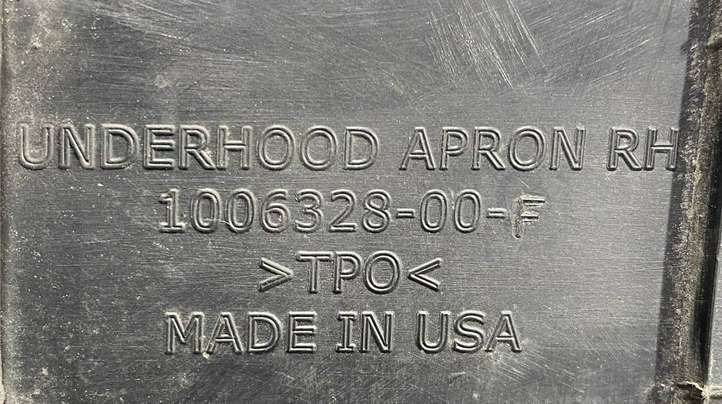 UNDERHOOD APRON RH
1006328-00-F
>TPO<
MADE IN USA